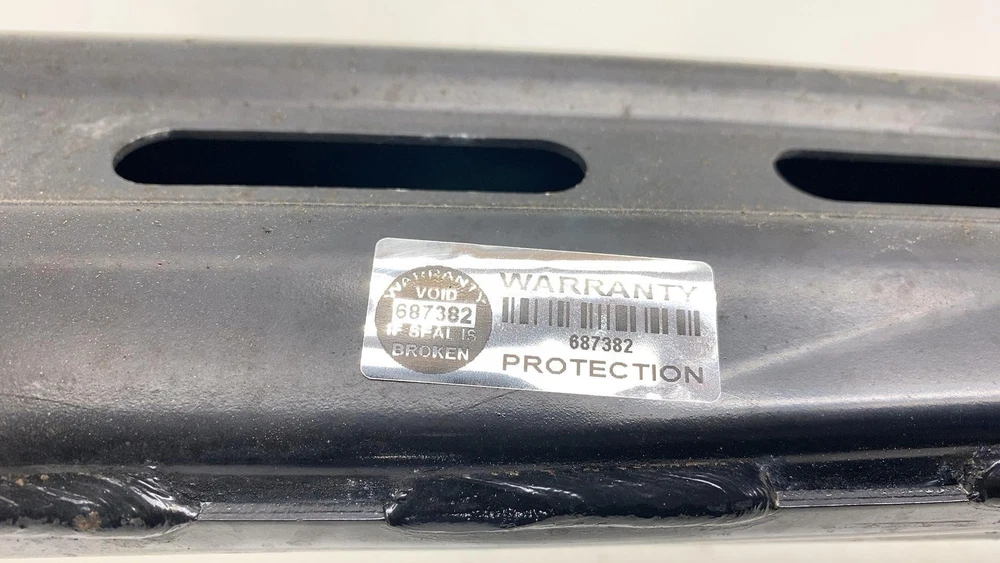 WARRANTY
VOID
687382
IF SEAL IS
BROKEN
WARRANTY
687382
PROTECTION